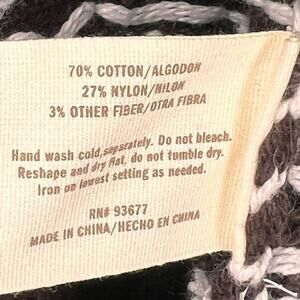 70% COTTON/ALGODON
27% NYLON/NILON
3% OTHER FIBER/OTRA FIBRA
Hand wash cold, separately. Do not bleach.
Reshape and dry flat, do not tumble dry.
Iron on lowest setting as needed.
RN# 93677
MADE IN CHINA/HECHO EN CHINA